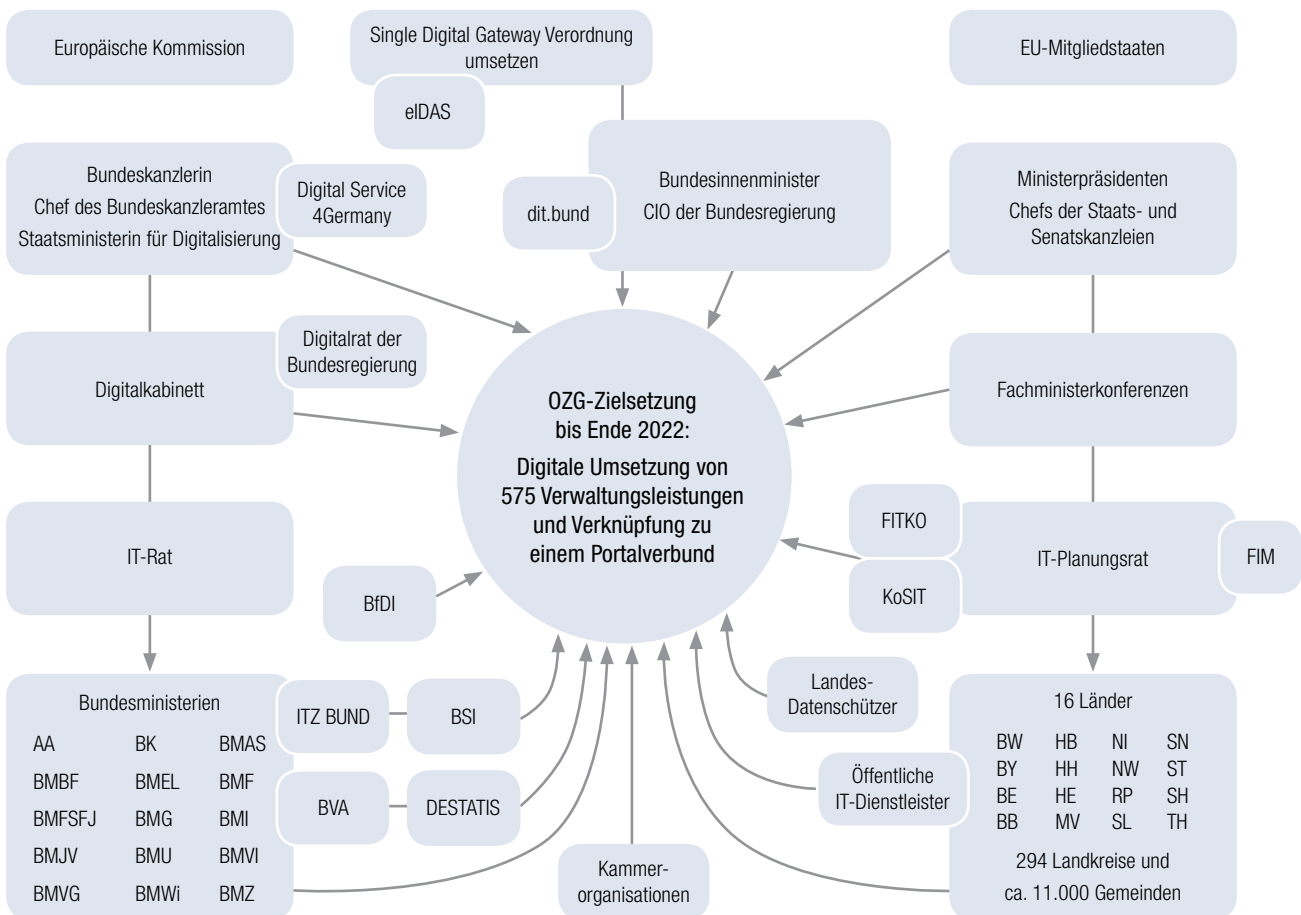 Europäische Kommission
Single Digital Gateway Verordnung
umsetzen
EU-Mitgliedstaaten
eIDAS
Bundeskanzlerin
Chef des Bundeskanzleramtes
Staatsministerin für Digitalisierung
Digital Service
4Germany
dit.bund
Bundesinnenminister
CIO der Bundesregierung
Ministerpräsidenten
Chefs der Staats- und
Senatskanzleien
Digitalkabinett
Digitalrat der
Bundesregierung
OZG-Zielsetzung
bis Ende 2022:
Digitale Umsetzung von
575 Verwaltungsleistungen
und Verknüpfung zu
einem Portalverbund
Fachministerkonferenzen
IT-Rat
BfDI
FITKO
KoSIT
IT-Planungsrat
FIM
Bundesministerien
AA BK BMAS
BMBF BMEL BMF
BMFSFJ BMG BMI
BMJV BMU BMVI
BMVG BMWi BMZ
ITZ BUND
BSI
BVA
DESTATIS
Kammer-
organisationen
Landes-
Datenschützer
Öffentliche
IT-Dienstleister
16 Länder
BW HB NI SN
BY HH NW ST
BE HE RP SH
BB MV SL TH
294 Landkreise und
ca. 11.000 Gemeinden